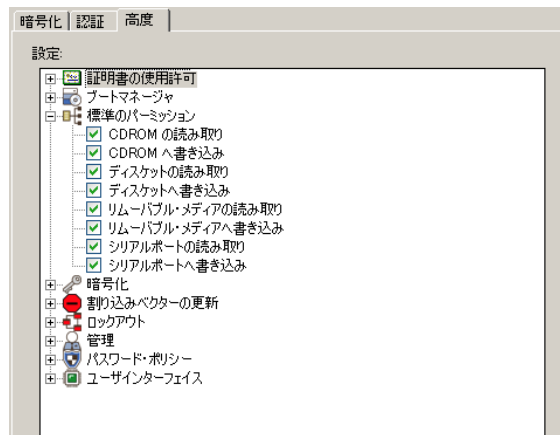 暗号化 認証 高度
設定:
証明書の使用許可
ブートマネージャ
標準のパーミッション
CDROM の読み取り
CDROM へ書き込み
ディスケットの読み取り
ディスケットへ書き込み
リムーバブル・メディアの読み取り
リムーバブル・メディアへ書き込み
シリアルポートの読み取り
シリアルポートへ書き込み
暗号化
割り込みベクターの更新
ロックアウト
管理
パスワード・ポリシー
ユーザインターフェイス